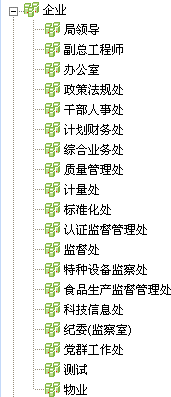 企业
局领导
副总工程师
办公室
政策法规处
干部人事处
计划财务处
综合业务处
质量管理处
计量处
标准化处
认证监督管理处
监督处
特种设备监察处
食品生产监督管理处
科技信息处
纪委(监察室)
党群工作处
测试
物业